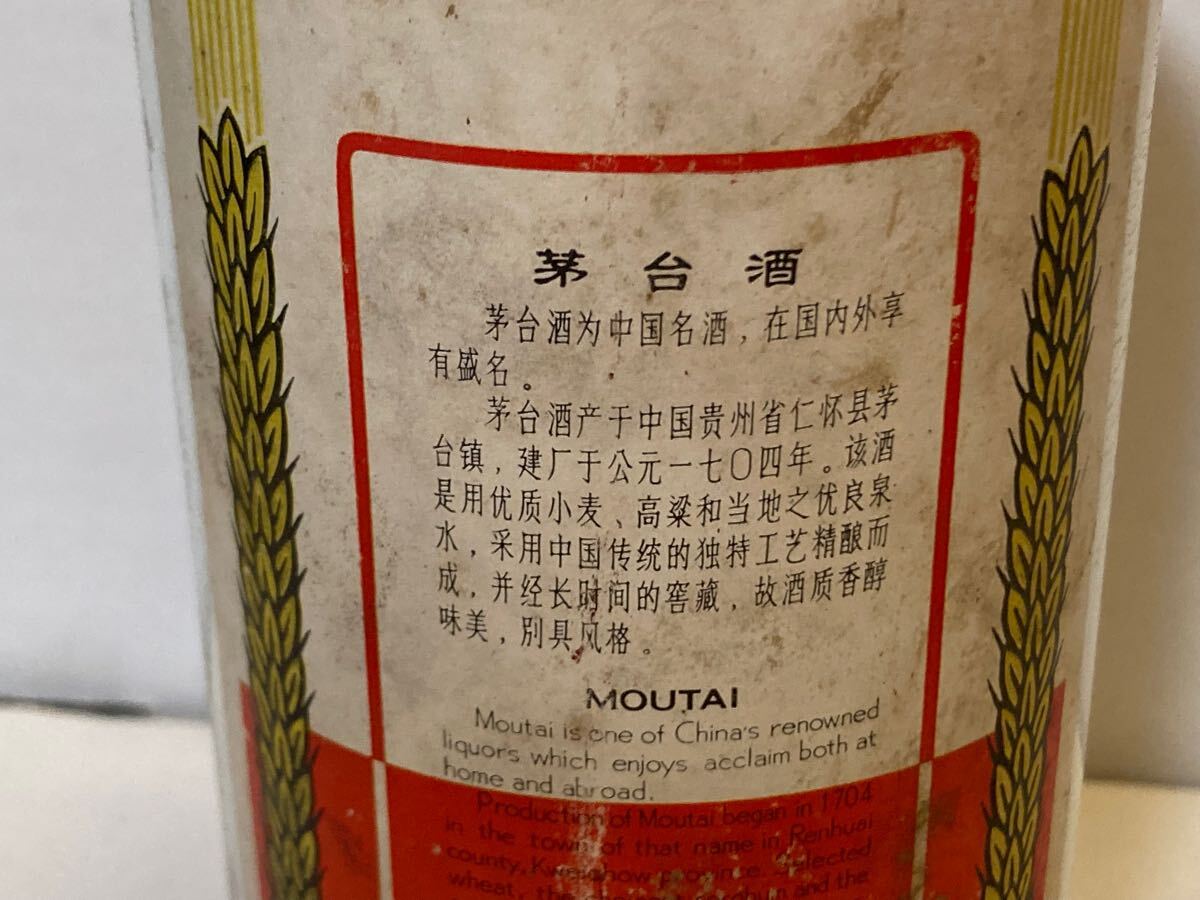 茅台酒
茅台酒为中国名酒，在国内外享
有盛名。
茅台酒产于中国贵州省仁怀县茅
台镇，建厂于公元一七〇四年。该酒
是用优质小麦、高粱和当地之优良泉
水，采用中国传统的独特工艺精酿而
成，并经长时间的窖藏，故酒质香醇
味美，别具风格。
MOUTAI
Moutai is one of China's renowned
liquors which enjoys acclaim both at
home and abroad.
Production of Moutai began in 1704
in the town of that name in Renhuai
county, Kweichow province. Selected
wheat, the sorghum and the